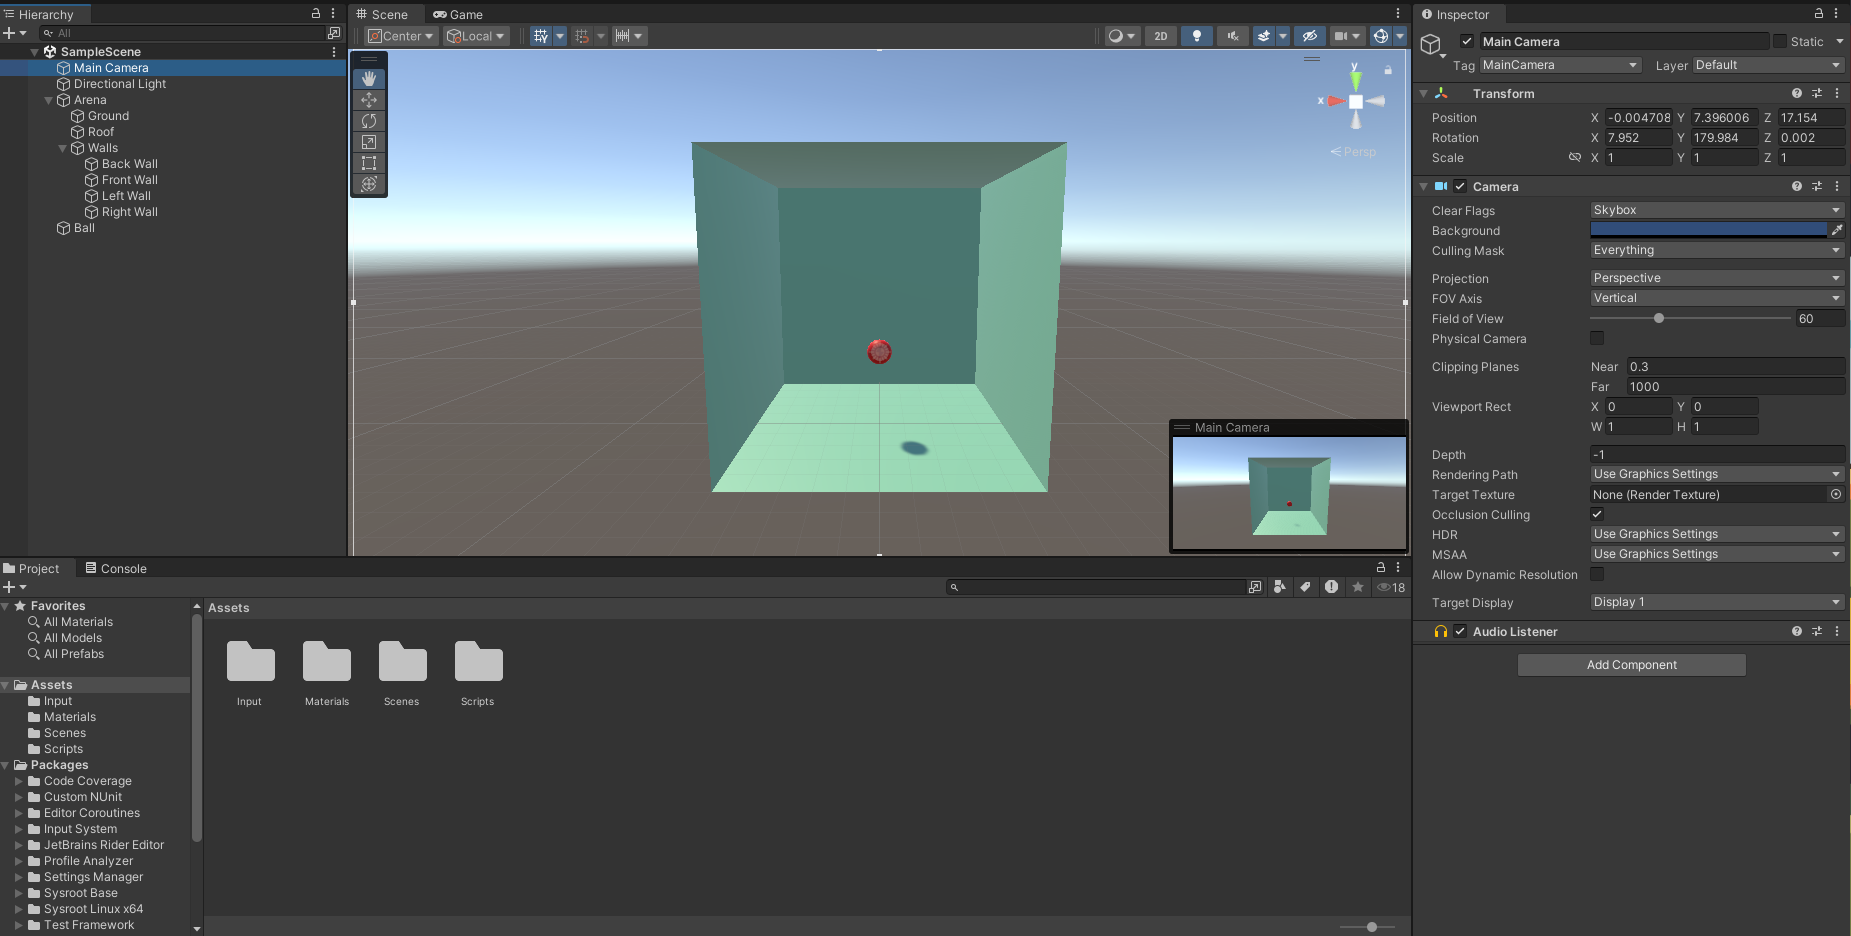 Hierarchy
All
SampleScene
Main Camera
Directional Light
Arena
Ground
Roof
Walls
Back Wall
Front Wall
Left Wall
Right Wall
Ball
Scene
Game
Center
Local
2D
y
x
Persp
Main Camera
Project
Console
18
Favorites
All Materials
All Models
All Prefabs
Assets
Input
Materials
Scenes
Scripts
Packages
Code Coverage
Custom NUnit
Editor Coroutines
Input System
JetBrains Rider Editor
Profile Analyzer
Settings Manager
Sysroot Base
Sysroot Linux x64
Test Framework
Assets
Input
Materials
Scenes
Scripts
Inspector
Main Camera
Static
Tag MainCamera Layer Default
Transform
Position X -0.004708 Y 7.396006 Z 17.154
Rotation X 7.952 Y 179.984 Z 0.002
Scale X 1 Y 1 Z 1
Camera
Clear Flags Skybox
Background
Culling Mask Everything
Projection Perspective
FOV Axis Vertical
Field of View 60
Physical Camera
Clipping Planes Near 0.3
Far 1000
Viewport Rect X 0 Y 0
W 1 H 1
Depth -1
Rendering Path Use Graphics Settings
Target Texture None (Render Texture)
Occlusion Culling
HDR Use Graphics Settings
MSAA Use Graphics Settings
Allow Dynamic Resolution
Target Display Display 1
Audio Listener
Add Component